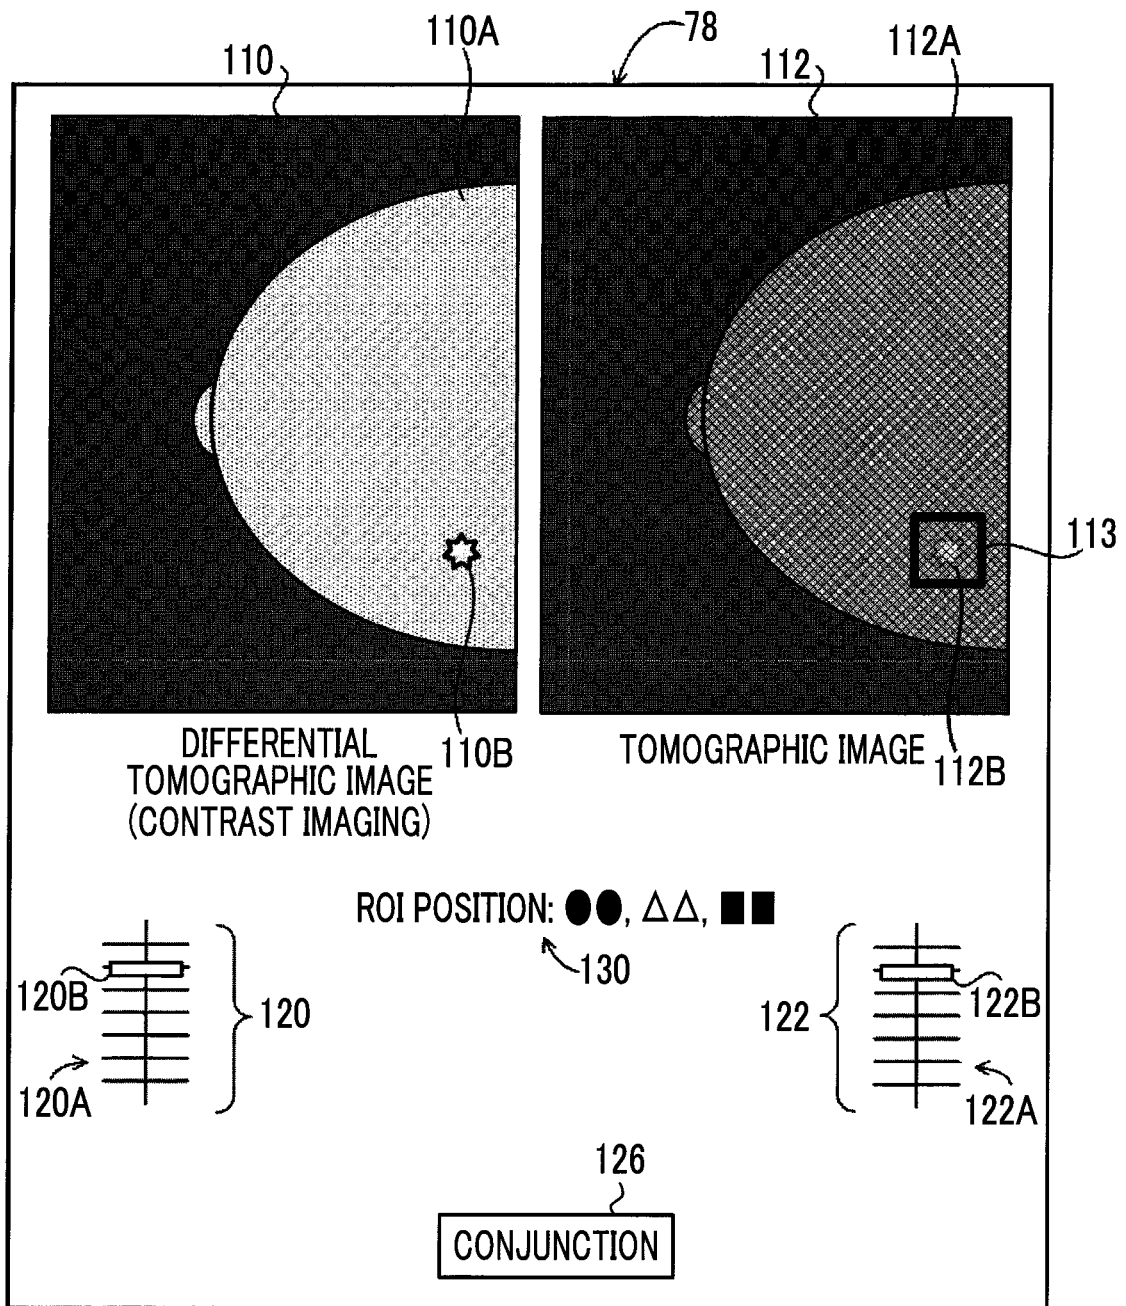 78
110A
112A
110
112
113
DIFFERENTIAL
TOMOGRAPHIC IMAGE
(CONTRAST IMAGING)
110B
TOMOGRAPHIC IMAGE
112B
ROI POSITION: ●●, △△, ■■
130
120B
120
120A
122
122B
122A
126
CONJUNCTION